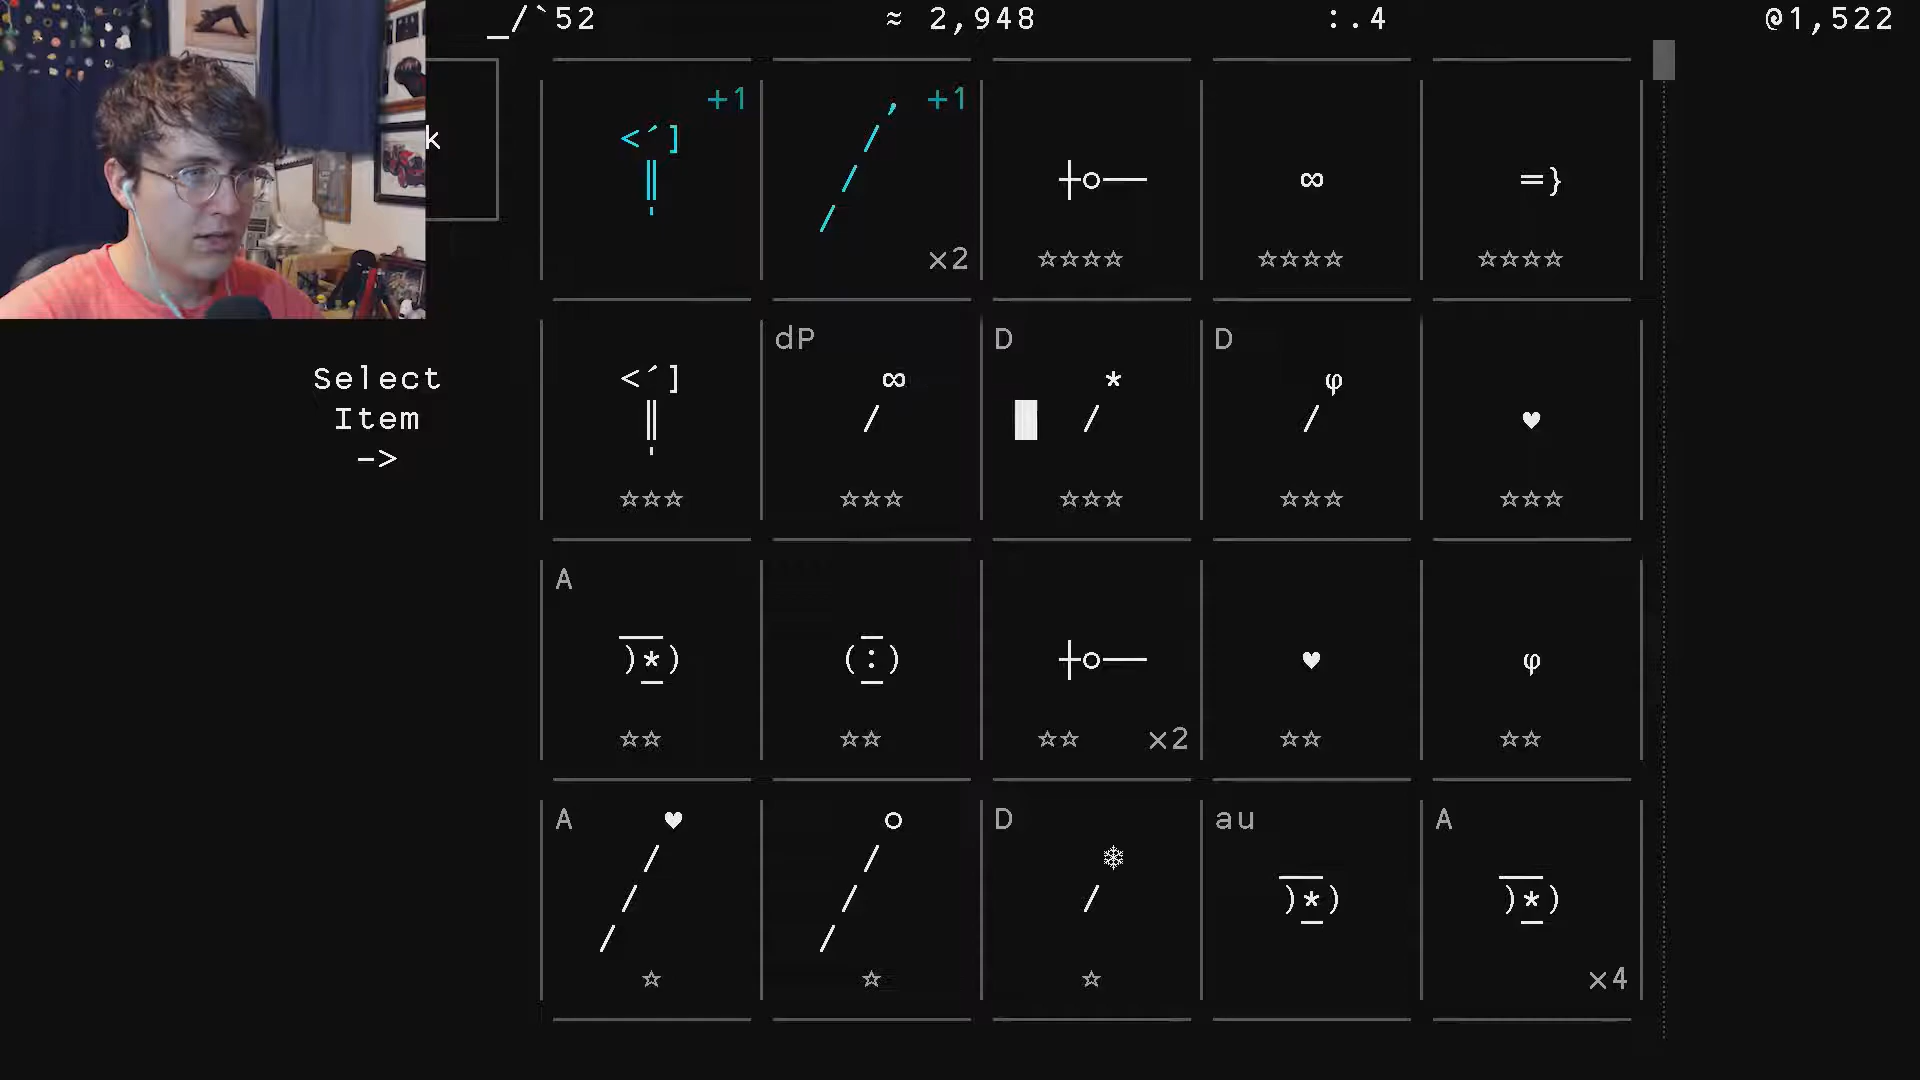 _/`52 ≈ 2,948 :.4 @1,522
k
+1 +1
<´] ,
‖ / ┼o── ∞ =}
' / ×2 ☆☆☆☆ ☆☆☆☆ ☆☆☆☆
dP D D
<´] ∞ * φ
‖ / / / ♥
☆☆☆ ☆☆☆ ☆☆☆ ☆☆☆ ☆☆☆
Select
Item
->
A
)*) (:) ┼o── ♥ φ
☆☆ ☆☆ ☆☆ ×2 ☆☆ ☆☆
A ♥ o D ❄ au A
/ / / )*) )*)
☆ ☆ ☆ ×4